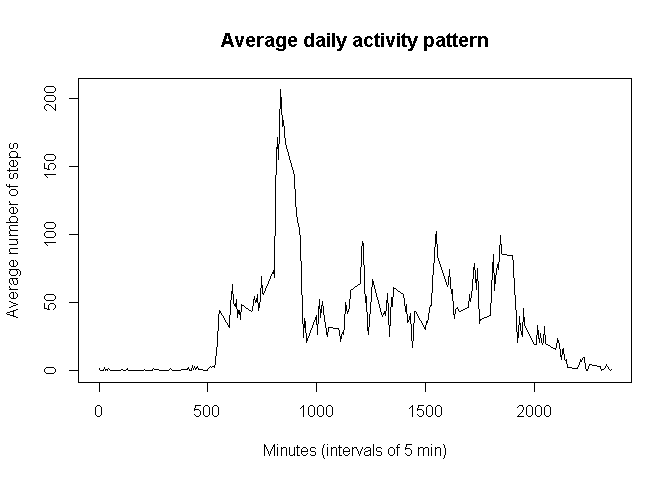 Average daily activity pattern
Average number of steps
200
150
100
50
0
0 500 1000 1500 2000
Minutes (intervals of 5 min)